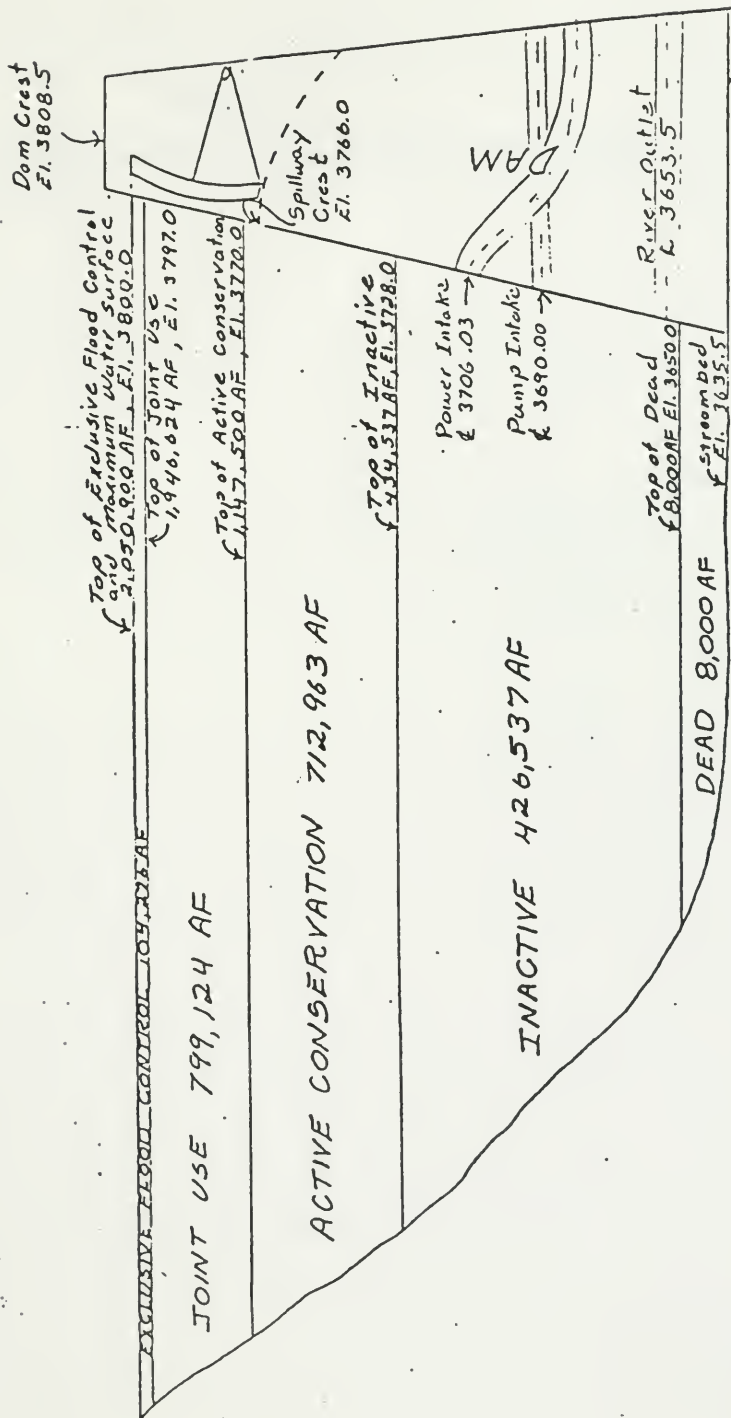 Dam Crest
El. 3808.5
Top of Exclusive Flood Control
and Maximum Water Surface
2,050,900 AF, El. 3800.0
Top of Joint Use
1,946,624 AF, El. 3797.0
EXCLUSIVE FLOOD CONTROL 104,276 AF
JOINT USE 799,124 AF
Top of Active Conservation
1,147,500 AF, El. 3770.0
Spillway
Crest
El. 3766.0
ACTIVE CONSERVATION 712,963 AF
Top of Inactive
434,537 AF, El. 3728.0
Power Intake
℄ 3706.03
DAM
Pump Intake
℄ 3690.00
INACTIVE 426,537 AF
River Outlet
℄ 3653.5
Top of Dead
8,000 AF El. 3650.0
DEAD 8,000 AF
Streambed
El. 3635.5